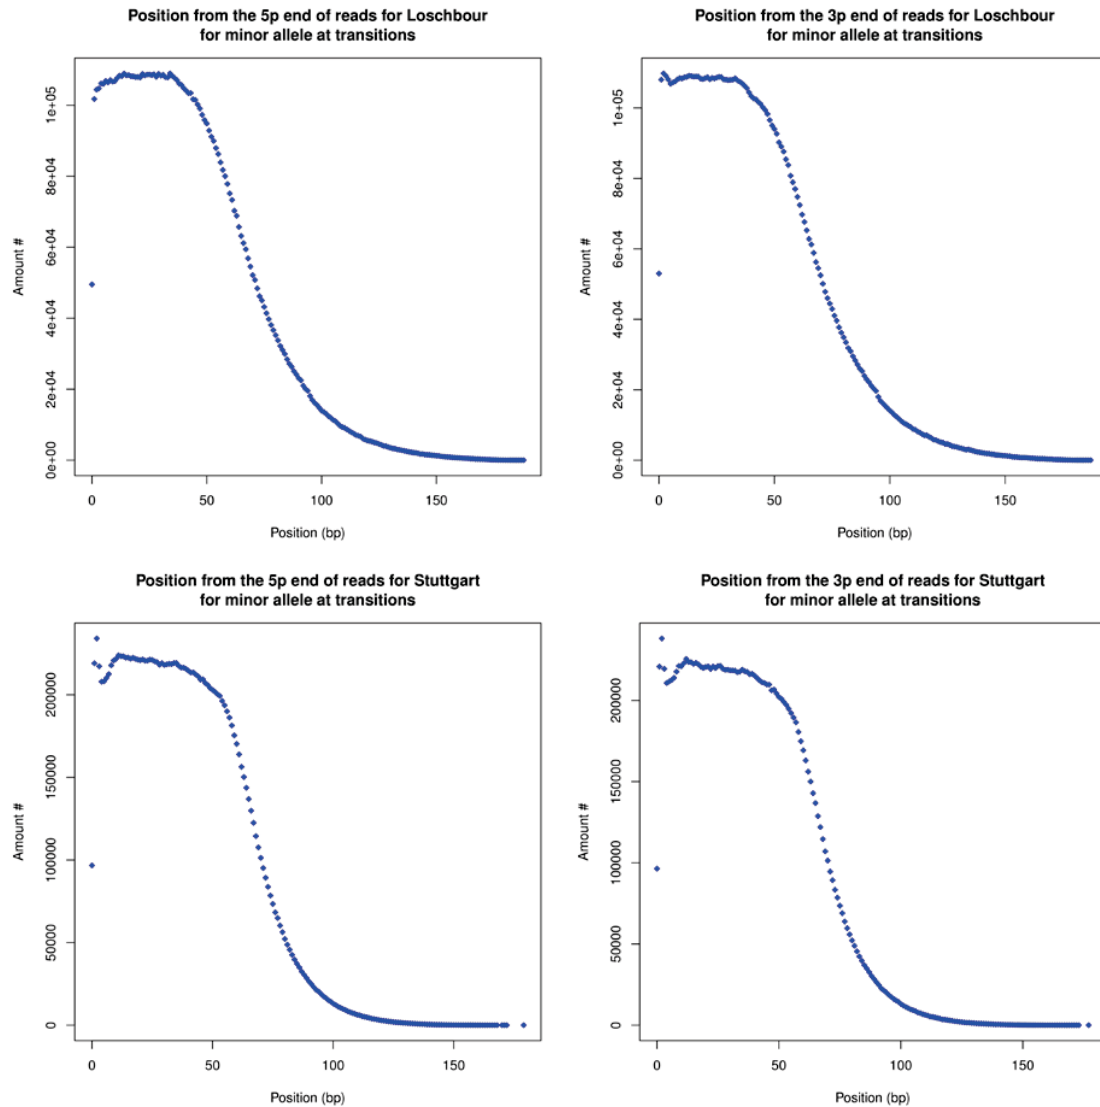 Position from the 5p end of reads for Loschbour
for minor allele at transitions
Amount #
0e+00 2e+04 4e+04 6e+04 8e+04 1e+05
0 50 100 150
Position (bp)
Position from the 3p end of reads for Loschbour
for minor allele at transitions
Amount #
0e+00 2e+04 4e+04 6e+04 8e+04 1e+05
0 50 100 150
Position (bp)
Position from the 5p end of reads for Stuttgart
for minor allele at transitions
Amount #
0 50000 100000 150000 200000
0 50 100 150
Position (bp)
Position from the 3p end of reads for Stuttgart
for minor allele at transitions
Amount #
0 50000 100000 150000 200000
0 50 100 150
Position (bp)